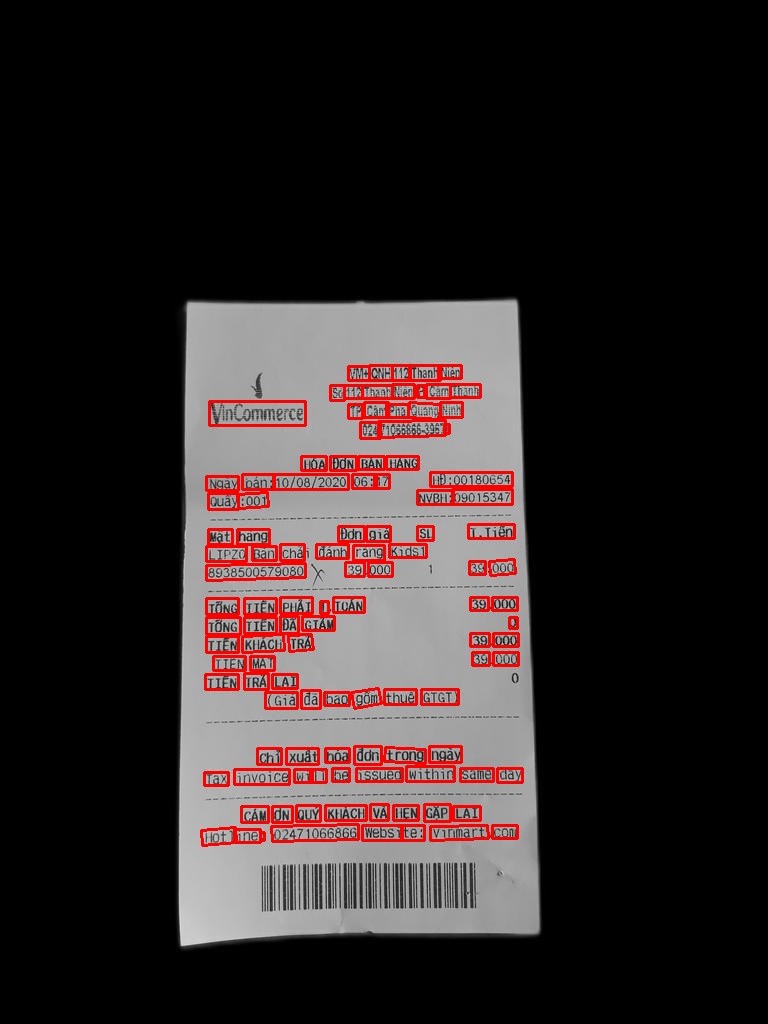 VM+ QNH 112 Thanh Niên
Số 112 Thanh Niên - Cẩm Thành
TP. Cẩm Phả Quảng Ninh
VinCommerce
02471066866-3967
HÓA ĐƠN BÁN HÀNG
Ngày bán:10/08/2020 06:17 HĐ:00180654
Quầy:001 NVBH:09015347
Mặt hàng Đơn giá SL T.Tiền
LIPZO Bàn chải đánh răng Kids1
8938500579080 39,000 1 39,000
TỔNG TIỀN PHẢI T.TOÁN 39,000
TỔNG TIỀN ĐÃ GIẢM 0
TIỀN KHÁCH TRẢ 39,000
TIỀN MẶT 39,000
TIỀN TRẢ LẠI 0
(Giá đã bao gồm thuế GTGT)
Chỉ xuất hóa đơn trong ngày
Tax invoice will be issued within same day
CẢM ƠN QUÝ KHÁCH VÀ HẸN GẶP LẠI
Hotline: 02471066866 Website: vinmart.com